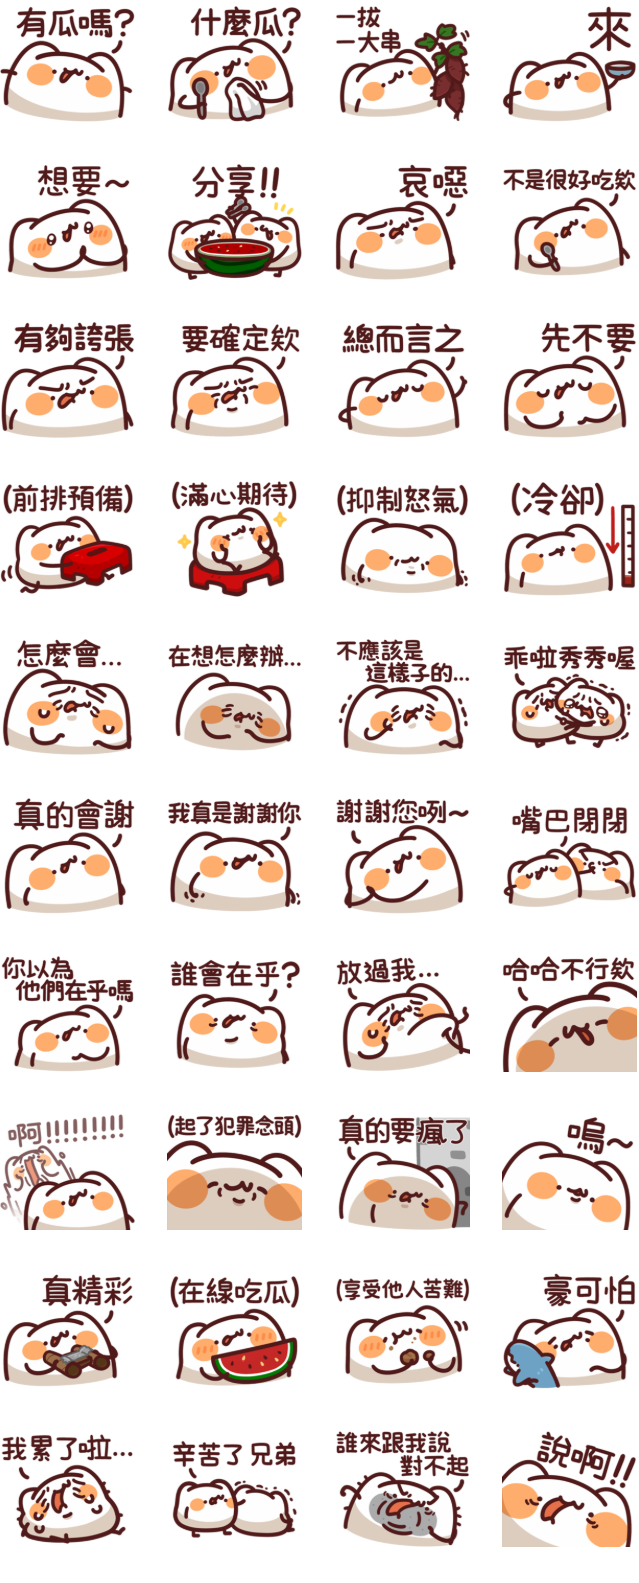 有瓜嗎?
什麼瓜?
一拔
一大串
來
想要~
分享!!
哀噁
不是很好吃欸
有夠誇張
要確定欸
總而言之
先不要
(前排預備)
(滿心期待)
(抑制怒氣)
(冷卻)
怎麼會...
在想怎麼辦...
不應該是
這樣子的...
乖啦秀秀喔
真的會謝
我真是謝謝你
謝謝您咧~
嘴巴閉閉
你以為
他們在乎嗎
誰會在乎?
放過我...
哈哈不行欸
啊!!!!!!!!!
(起了犯罪念頭)
真的要瘋了
嗚~
真精彩
(在線吃瓜)
(享受他人苦難)
豪可怕
我累了啦...
辛苦了 兄弟
誰來跟我說
對不起
說啊!!